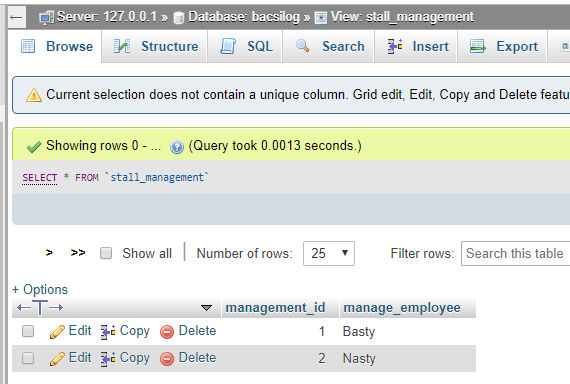 Server: 127.0.0.1 » Database: bacsilog » View: stall_management
Browse Structure SQL Search Insert Export
Current selection does not contain a unique column. Grid edit, Edit, Copy and Delete featu
Showing rows 0 - ... (Query took 0.0013 seconds.)
SELECT * FROM `stall_management`
> >> Show all Number of rows: 25 Filter rows: Search this table
+ Options
management_id manage_employee
Edit Copy Delete 1 Basty
Edit Copy Delete 2 Nasty